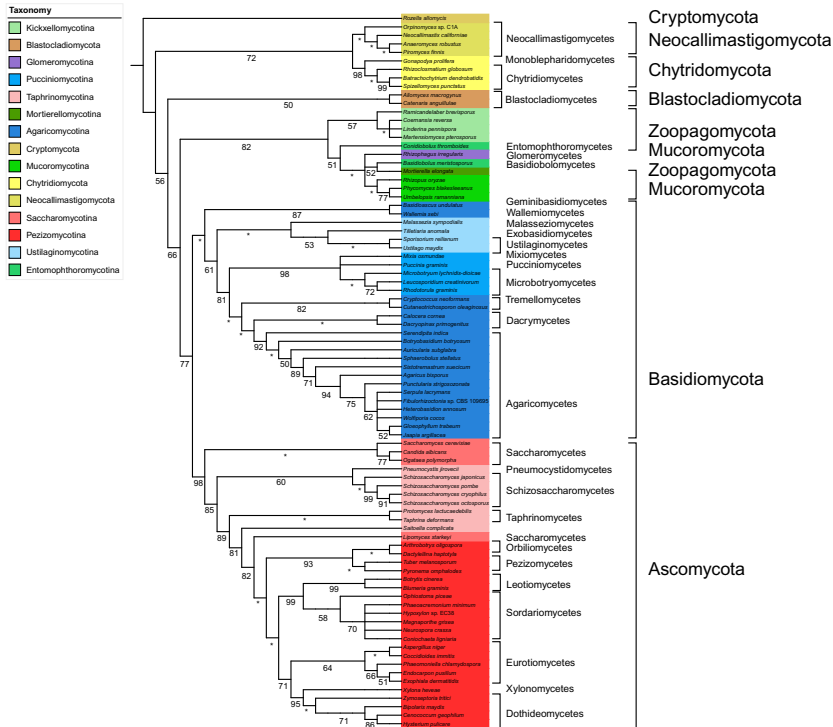 Taxonomy
Kickxellomycotina
Blastocladiomycota
Glomeromycotina
Pucciniomycotina
Taphrinomycotina
Mortierellomycotina
Agaricomycotina
Cryptomycota
Mucoromycotina
Chytridiomycota
Neocallimastigomycota
Saccharomycotina
Pezizomycotina
Ustilaginomycotina
Entomophthoromycotina
Rozella allomycis
Orpinomyces sp. C1A
Neocallimastix californiae
Anaeromyces robustus
Piromyces finnis
Gonapodya prolifera
Rhizoclosmatium globosum
Batrachochytrium dendrobatidis
Spizellomyces punctatus
Allomyces macrogynus
Catenaria anguillulae
Ramicandelaber brevisporus
Coemansia reversa
Linderina pennispora
Martensiomyces pterosporus
Conidiobolus thromboides
Rhizophagus irregularis
Basidiobolus meristosporus
Mortierella elongata
Rhizopus oryzae
Phycomyces blakesleeanus
Umbelopsis ramanniana
Basidioascus undulatus
Wallemia sebi
Malassezia sympodialis
Tilletiaria anomala
Sporisorium reilianum
Ustilago maydis
Mixia osmundae
Puccinia graminis
Microbotryum lychnidis-dioicae
Leucosporidium creatinivorum
Rhodotorula graminis
Cryptococcus neoformans
Cutaneotrichosporon oleaginosus
Calocera cornea
Dacryopinax primogenitus
Serendipita indica
Botryobasidium botryosum
Auricularia subglabra
Sphaerobolus stellatus
Sistotremastrum suecicum
Agaricus bisporus
Punctularia strigosozonata
Serpula lacrymans
Fibulorhizoctonia sp. CBS 109695
Heterobasidion annosum
Wolfiporia cocos
Gloeophyllum trabeum
Jaapia argillacea
Saccharomyces cerevisiae
Candida albicans
Ogataea polymorpha
Pneumocystis jirovecii
Schizosaccharomyces japonicus
Schizosaccharomyces pombe
Schizosaccharomyces cryophilus
Schizosaccharomyces octosporus
Protomyces lactucaedebilis
Taphrina deformans
Saitoella complicata
Lipomyces starkeyi
Arthrobotrys oligospora
Dactylellina haptotyla
Tuber melanosporum
Pyronema omphalodes
Botrytis cinerea
Blumeria graminis
Ophiostoma piceae
Phaeoacremonium minimum
Hypoxylon sp. EC38
Magnaporthe grisea
Neurospora crassa
Coniochaeta ligniaria
Aspergillus niger
Coccidioides immitis
Phaeomoniella chlamydospora
Endocarpon pusillum
Exophiala dermatitidis
Xylona heveae
Zymoseptoria tritici
Bipolaris maydis
Cenococcum geophilum
Hysterium pulicare
72
*
*
98
*
99
50
56
82
57
*
51
*
52
*
77
66
*
87
61
*
53
*
81
98
*
72
*
82
*
*
92
*
50
89
71
94
75
62
52
77
98
*
77
85
60
*
99
91
89
*
81
82
*
93
*
*
*
99
99
58
70
71
64
*
66
51
95
*
71
86
Neocallimastigomycetes
Monoblepharidomycetes
Chytridiomycetes
Blastocladiomycetes
Entomophthoromycetes
Glomeromycetes
Basidiobolomycetes
Geminibasidiomycetes
Wallemiomycetes
Malasseziomycetes
Exobasidiomycetes
Ustilaginomycetes
Mixiomycetes
Pucciniomycetes
Microbotryomycetes
Tremellomycetes
Dacrymycetes
Agaricomycetes
Saccharomycetes
Pneumocystidomycetes
Schizosaccharomycetes
Taphrinomycetes
Saccharomycetes
Orbiliomycetes
Pezizomycetes
Leotiomycetes
Sordariomycetes
Eurotiomycetes
Xylonomycetes
Dothideomycetes
Cryptomycota
Neocallimastigomycota
Chytridomycota
Blastocladiomycota
Zoopagomycota
Mucoromycota
Zoopagomycota
Mucoromycota
Basidiomycota
Ascomycota